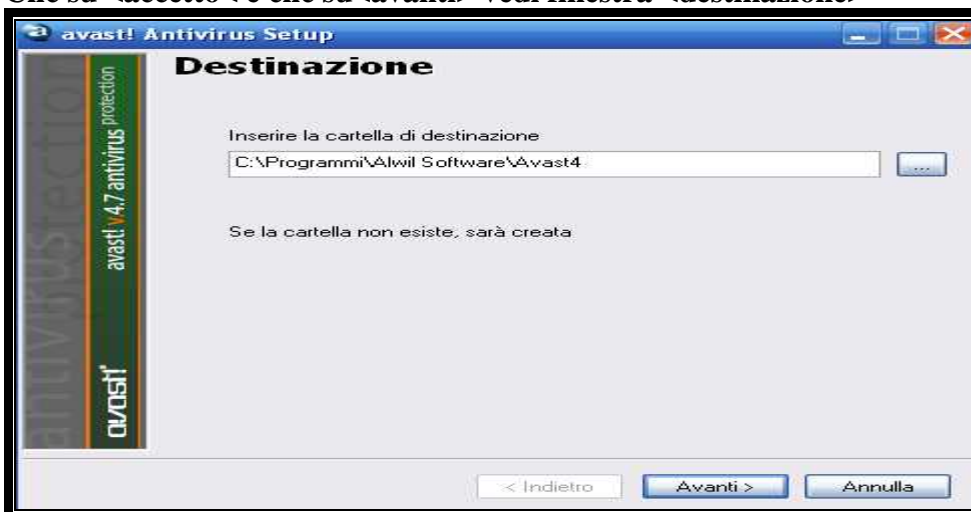 avast! Antivirus Setup
Destinazione
Inserire la cartella di destinazione
C:\Programmi\Alwil Software\Avast4
...
Se la cartella non esiste, sarà creata
antivirus protection
avast! v4.7 antivirus protection
avast!
< Indietro
Avanti >
Annulla